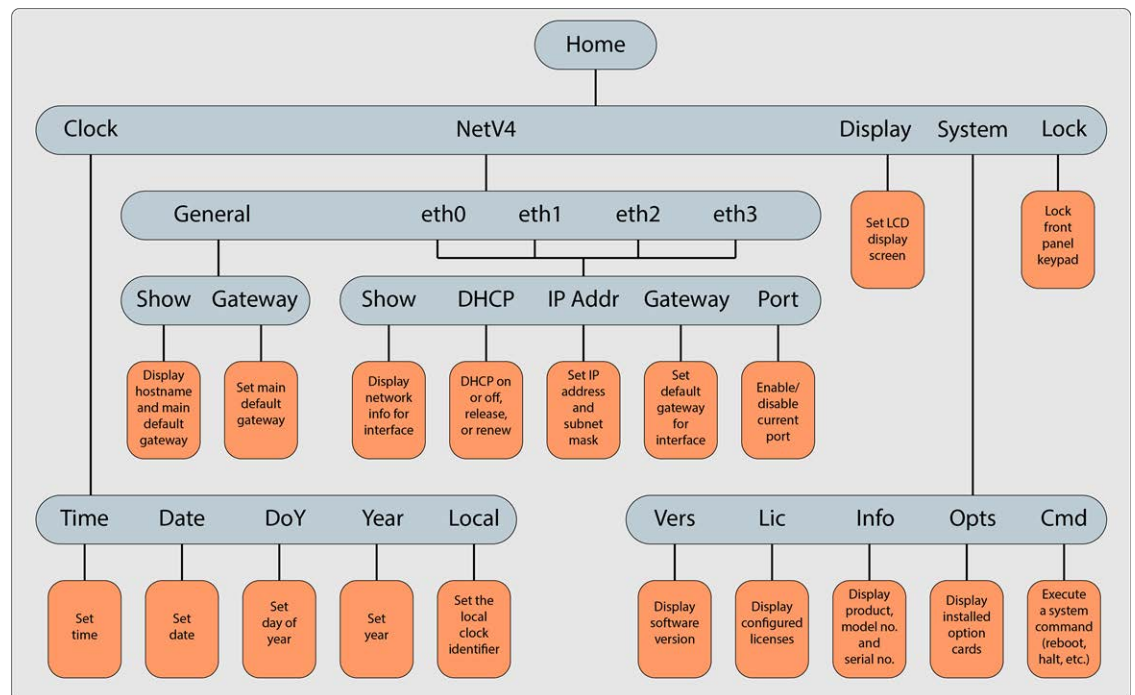 Home
Clock NetV4 Display System Lock
General eth0 eth1 eth2 eth3
Set LCD
display
screen
Lock
front
panel
keypad
Show Gateway
Show DHCP IP Addr Gateway Port
Display
hostname
and main
default
gateway
Set main
default
gateway
Display
network
info for
interface
DHCP on
or off,
release,
or renew
Set IP
address
and
subnet
mask
Set
default
gateway
for
interface
Enable/
disable
current
port
Time Date DoY Year Local
Vers Lic Info Opts Cmd
Set
time
Set
date
Set
day of
year
Set
year
Set the
local
clock
identifier
Display
software
version
Display
configured
licenses
Display
product,
model no.
and
serial no.
Display
installed
option
cards
Execute
a system
command
(reboot,
halt, etc.)